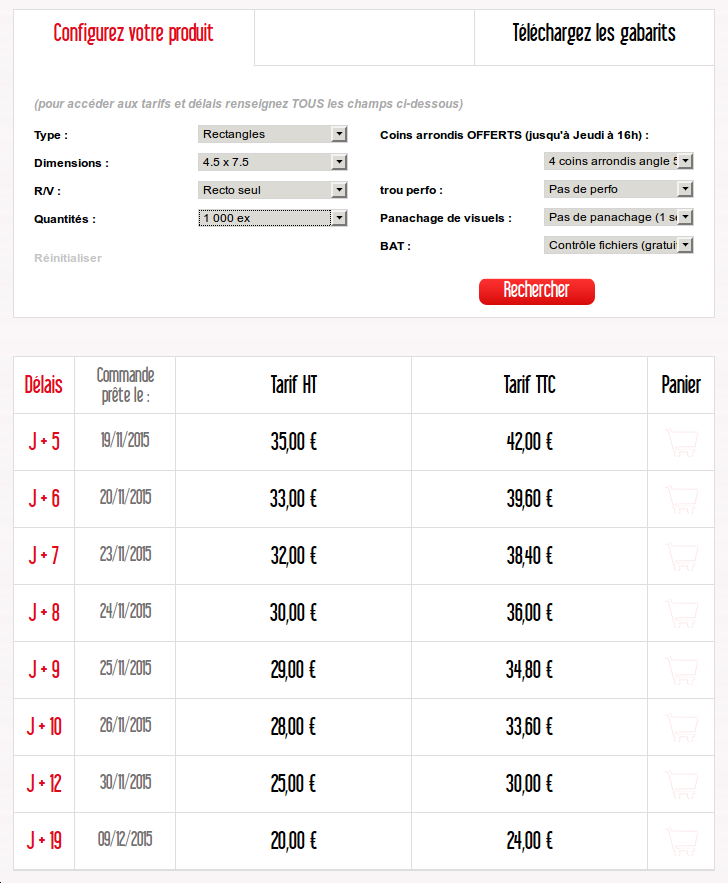 Configurez votre produit
Téléchargez les gabarits
(pour accéder aux tarifs et délais renseignez TOUS les champs ci-dessous)
Type : Rectangles
Dimensions : 4.5 x 7.5
R/V : Recto seul
Quantités : 1 000 ex
Réinitialiser
Coins arrondis OFFERTS (jusqu'à Jeudi à 16h) :
4 coins arrondis angle 5
trou perfo : Pas de perfo
Panachage de visuels : Pas de panachage (1 se
BAT : Contrôle fichiers (gratui
Rechercher
Délais Commande prête le : Tarif HT Tarif TTC Panier
J + 5 19/11/2015 35,00 € 42,00 €
J + 6 20/11/2015 33,00 € 39,60 €
J + 7 23/11/2015 32,00 € 38,40 €
J + 8 24/11/2015 30,00 € 36,00 €
J + 9 25/11/2015 29,00 € 34,80 €
J + 10 26/11/2015 28,00 € 33,60 €
J + 12 30/11/2015 25,00 € 30,00 €
J + 19 09/12/2015 20,00 € 24,00 €